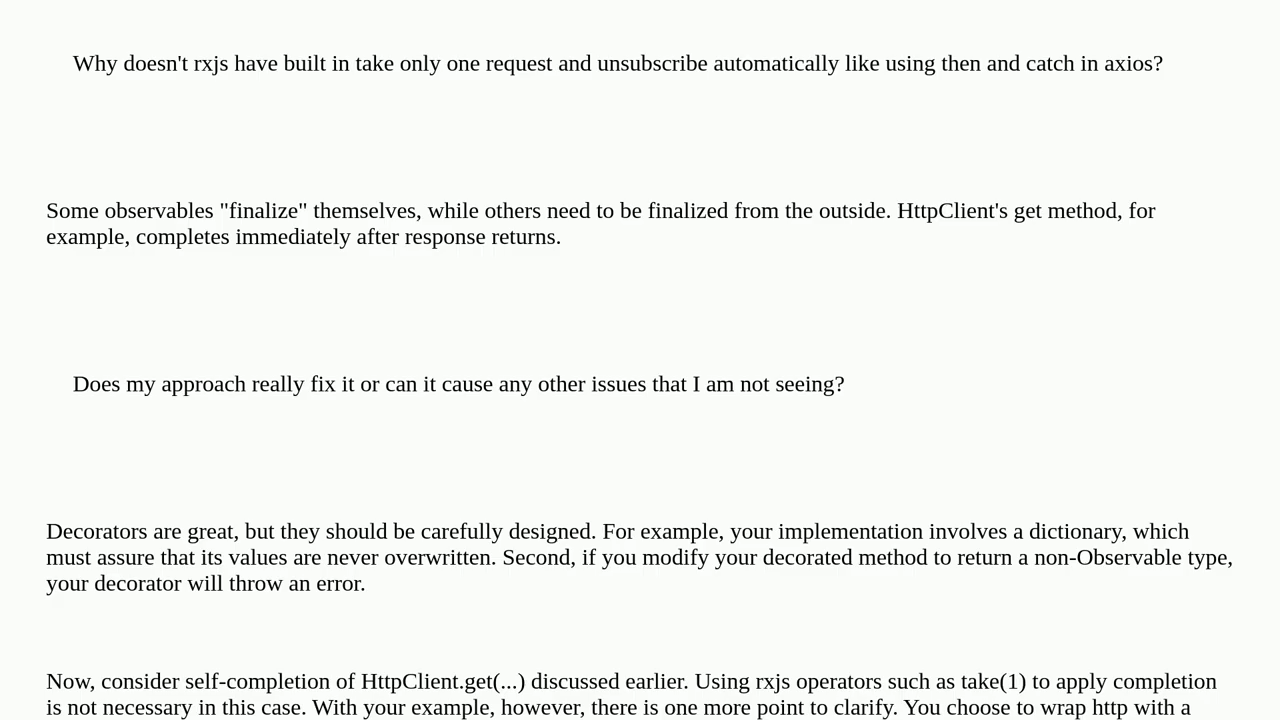 Why doesn't rxjs have built in take only one request and unsubscribe automatically like using then and catch in axios?
Some observables "finalize" themselves, while others need to be finalized from the outside. HttpClient's get method, for
example, completes immediately after response returns.
Does my approach really fix it or can it cause any other issues that I am not seeing?
Decorators are great, but they should be carefully designed. For example, your implementation involves a dictionary, which
must assure that its values are never overwritten. Second, if you modify your decorated method to return a non-Observable type,
your decorator will throw an error.
Now, consider self-completion of HttpClient.get(...) discussed earlier. Using rxjs operators such as take(1) to apply completion
is not necessary in this case. With your example, however, there is one more point to clarify. You choose to wrap http with a